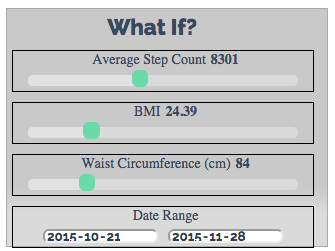 What If?
Average Step Count 8301
BMI 24.39
Waist Circumference (cm) 84
Date Range
2015-10-21 2015-11-28